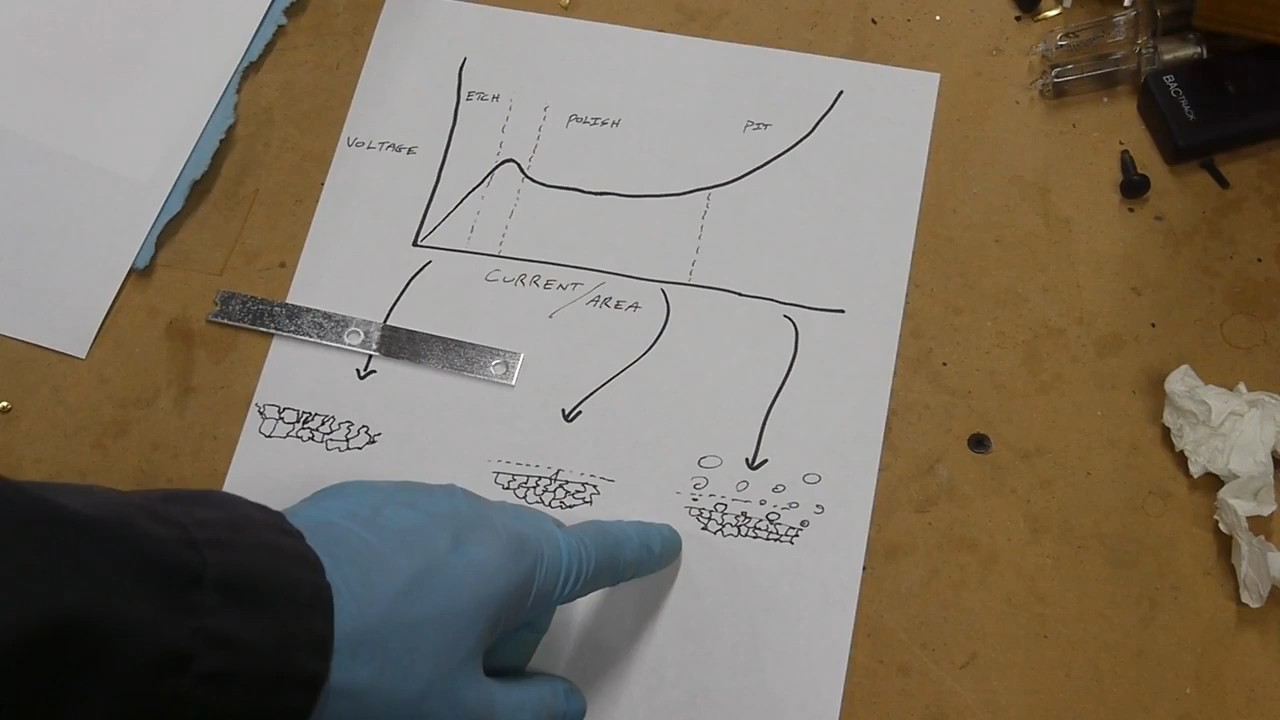 ETCH
POLISH
PIT
VOLTAGE
CURRENT/AREA
BACTRACK